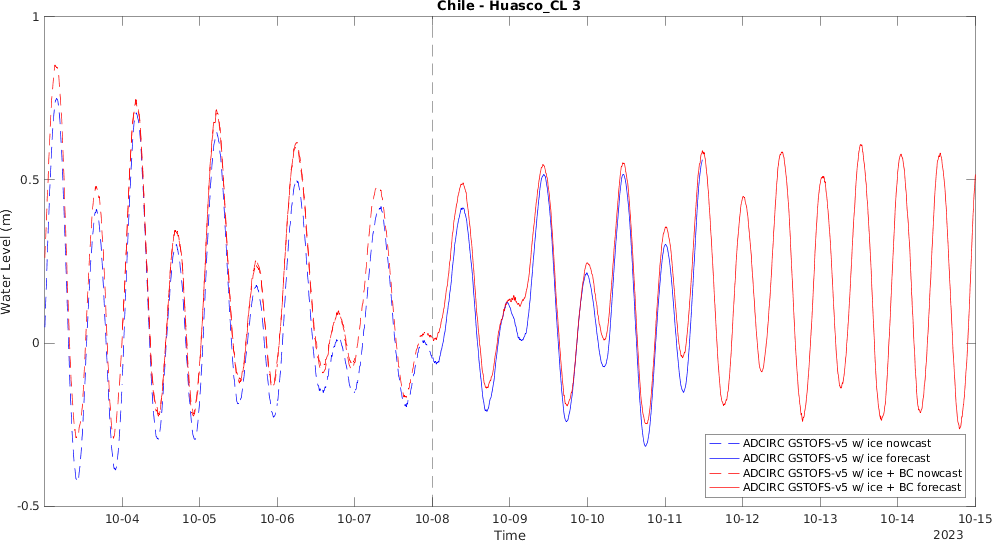 Chile - Huasco_CL 3
Water Level (m)
1
0.5
0
-0.5
10-04
10-05
10-06
10-07
10-08
10-09
10-10
10-11
10-12
10-13
10-14
10-15
Time
2023
ADCIRC GSTOFS-v5 w/ ice nowcast
ADCIRC GSTOFS-v5 w/ ice forecast
ADCIRC GSTOFS-v5 w/ ice + BC nowcast
ADCIRC GSTOFS-v5 w/ ice + BC forecast